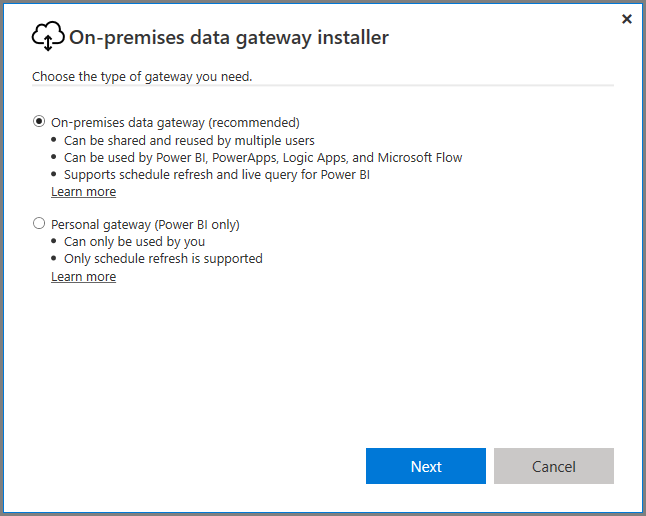 On-premises data gateway installer
Choose the type of gateway you need.
On-premises data gateway (recommended)
• Can be shared and reused by multiple users
• Can be used by Power BI, PowerApps, Logic Apps, and Microsoft Flow
• Supports schedule refresh and live query for Power BI
Learn more
Personal gateway (Power BI only)
• Can only be used by you
• Only schedule refresh is supported
Learn more
Next
Cancel